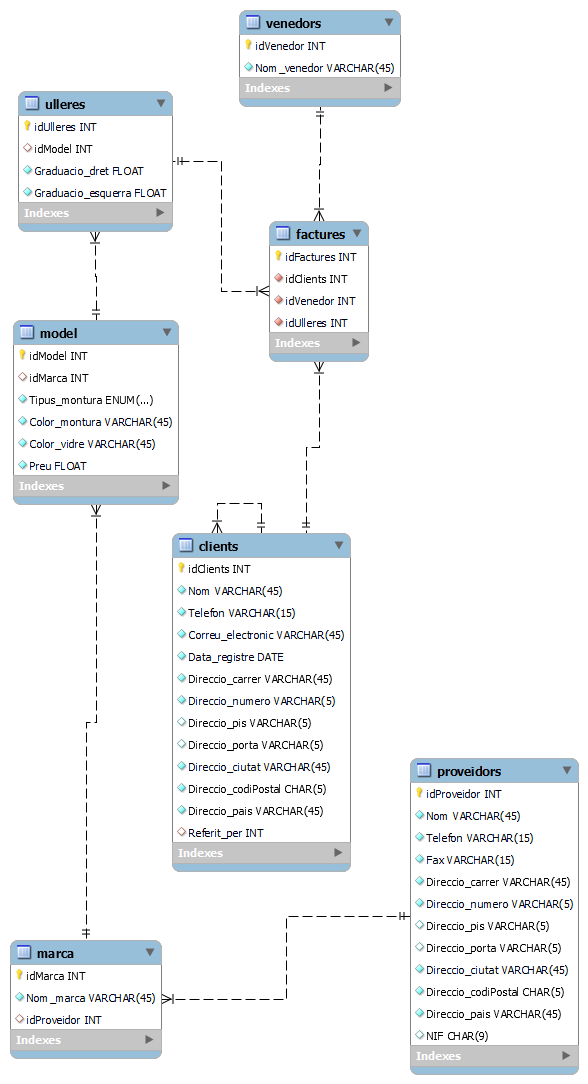 venedors
idVenedor INT
Nom_venedor VARCHAR(45)
Indexes
ulleres
idUlleres INT
idModel INT
Graduacio_dret FLOAT
Graduacio_esquerra FLOAT
Indexes
factures
idFactures INT
idClients INT
idVenedor INT
idUlleres INT
Indexes
model
idModel INT
idMarca INT
Tipus_montura ENUM(...)
Color_montura VARCHAR(45)
Color_vidre VARCHAR(45)
Preu FLOAT
Indexes
clients
idClients INT
Nom VARCHAR(45)
Telefon VARCHAR(15)
Correu_electronic VARCHAR(45)
Data_registre DATE
Direccio_carrer VARCHAR(45)
Direccio_numero VARCHAR(5)
Direccio_pis VARCHAR(5)
Direccio_porta VARCHAR(5)
Direccio_ciutat VARCHAR(45)
Direccio_codiPostal CHAR(5)
Direccio_pais VARCHAR(45)
Referit_per INT
Indexes
proveidors
idProveidor INT
Nom VARCHAR(45)
Telefon VARCHAR(15)
Fax VARCHAR(15)
Direccio_carrer VARCHAR(45)
Direccio_numero VARCHAR(5)
Direccio_pis VARCHAR(5)
Direccio_porta VARCHAR(5)
Direccio_ciutat VARCHAR(45)
Direccio_codiPostal CHAR(5)
Direccio_pais VARCHAR(45)
NIF CHAR(9)
Indexes
marca
idMarca INT
Nom_marca VARCHAR(45)
idProveidor INT
Indexes